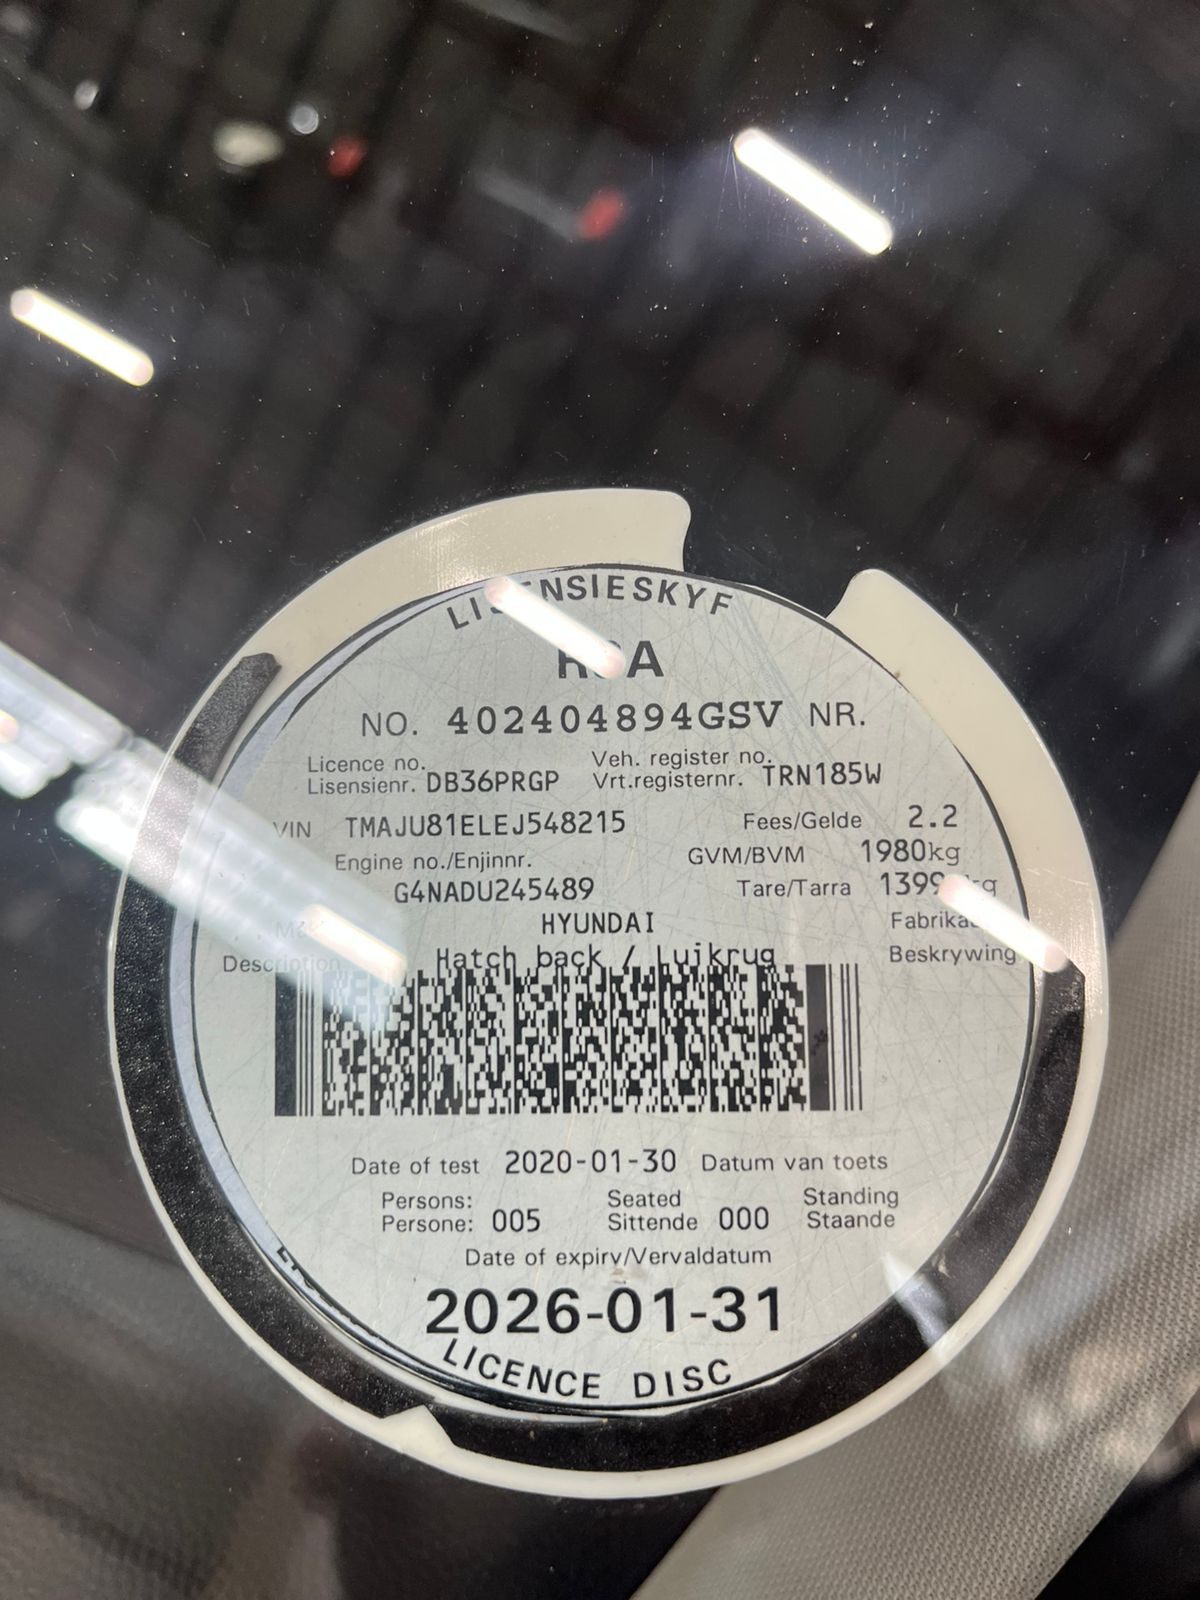 LISENSIESKYF
RSA
NO. 402404894GSV NR.
Licence no. Veh. register no.
Lisensienr. DB36PRGP Vrt.registernr. TRN185W
VIN TMAJU81ELEJ548215 Fees/Gelde 2.2
Engine no./Enjinnr. GVM/BVM 1980kg
G4NADU245489 Tare/Tarra 1399kg
HYUNDAI
Description Hatch back / Luikrug Beskrywing
Date of test 2020-01-30 Datum van toets
Persons: Seated Standing
Persone: 005 Sittende 000 Staande
Date of expiry/Vervaldatum
2026-01-31
LICENCE DISC